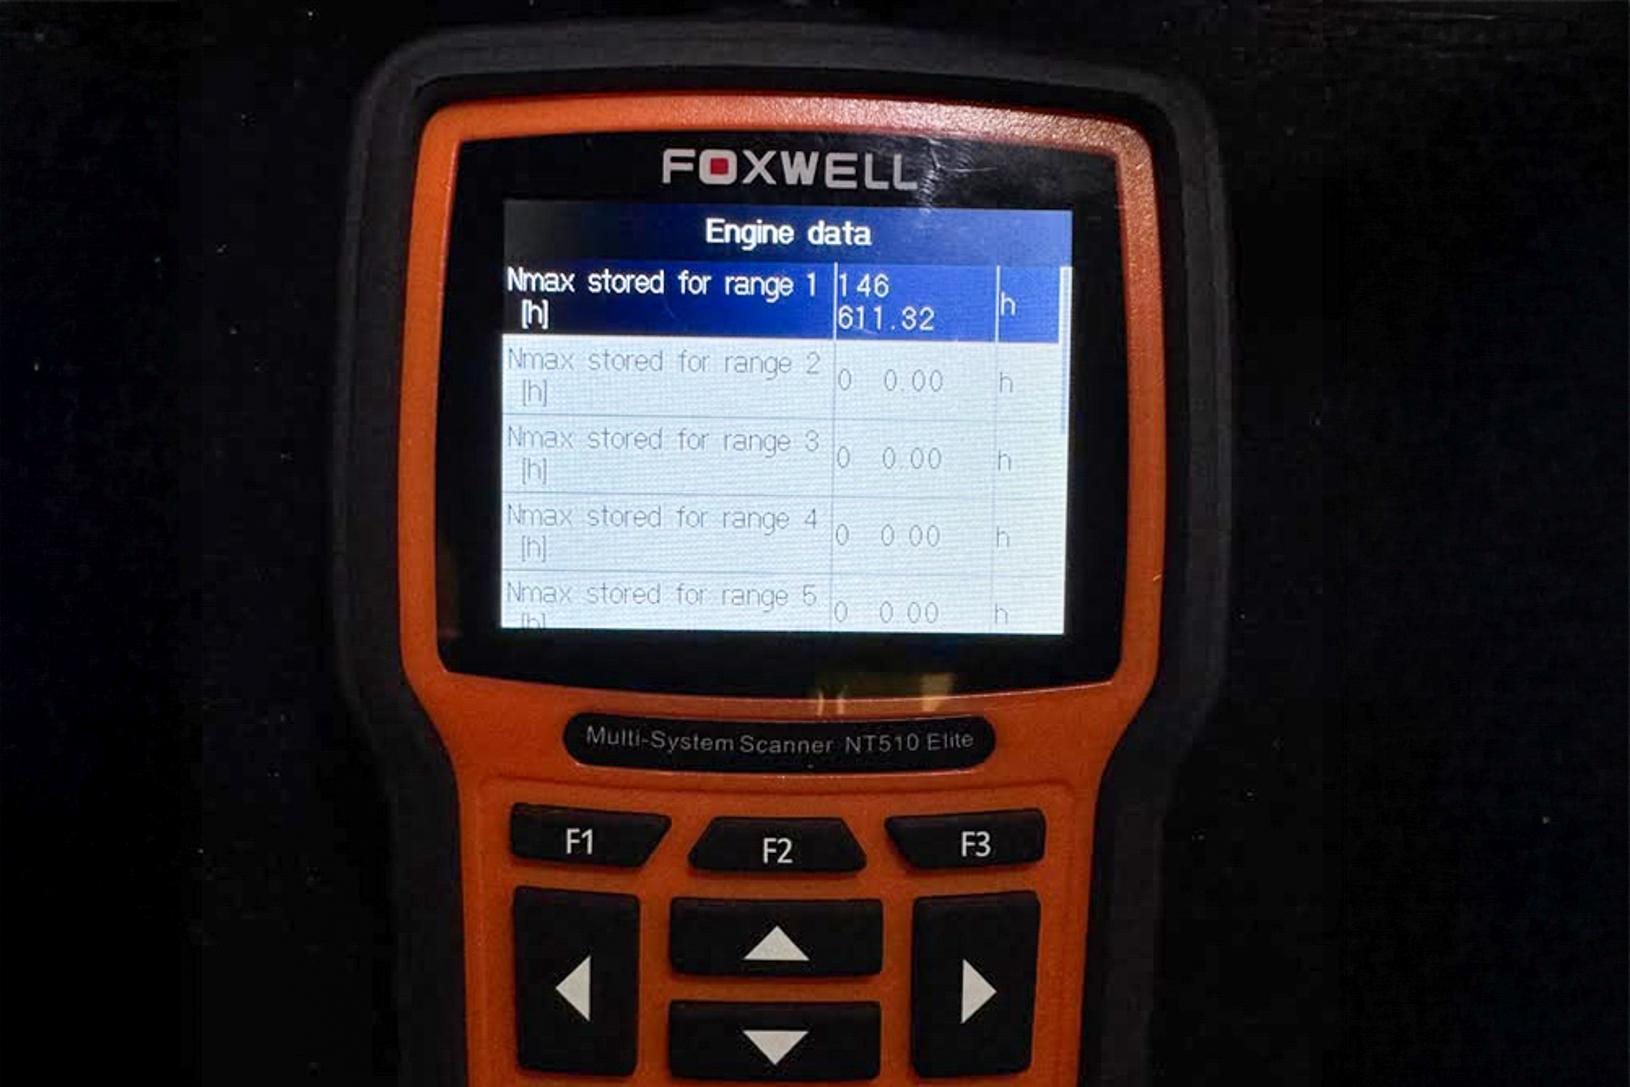 FOXWELL
Engine data
Nmax stored for range 1 146
[h] 611.32 h
Nmax stored for range 2
[h] 0 0.00 h
Nmax stored for range 3
[h] 0 0.00 h
Nmax stored for range 4
[h] 0 0.00 h
Nmax stored for range 5
[h] 0 0.00 h
Multi-System Scanner NT510 Elite
F1 F2 F3